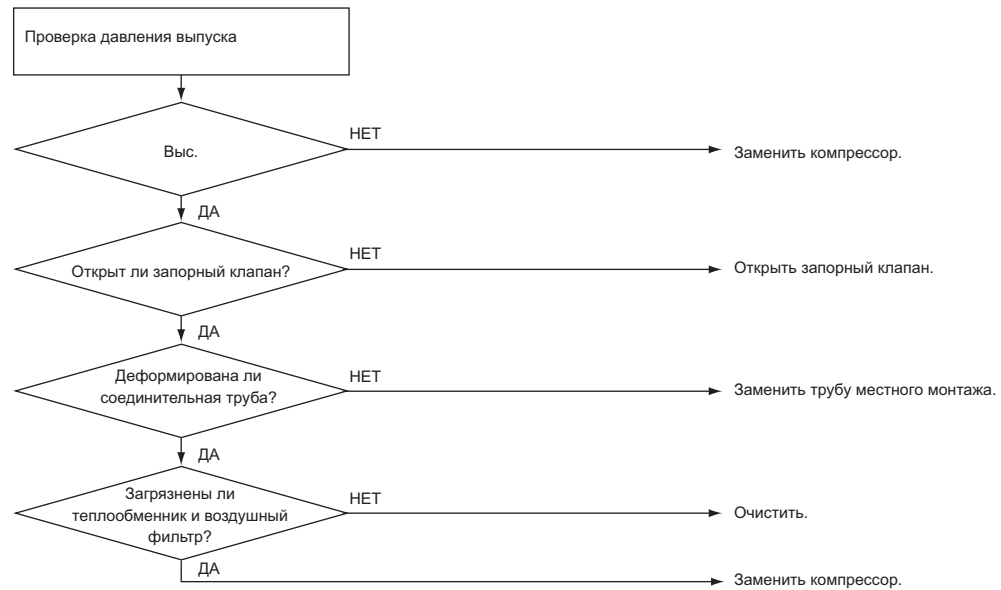 Проверка давления выпуска
Выс.
НЕТ
Заменить компрессор.
ДА
Открыт ли запорный клапан?
НЕТ
Открыть запорный клапан.
ДА
Деформирована ли
соединительная труба?
НЕТ
Заменить трубу местного монтажа.
ДА
Загрязнены ли
теплообменник и воздушный
фильтр?
НЕТ
Очистить.
ДА
Заменить компрессор.